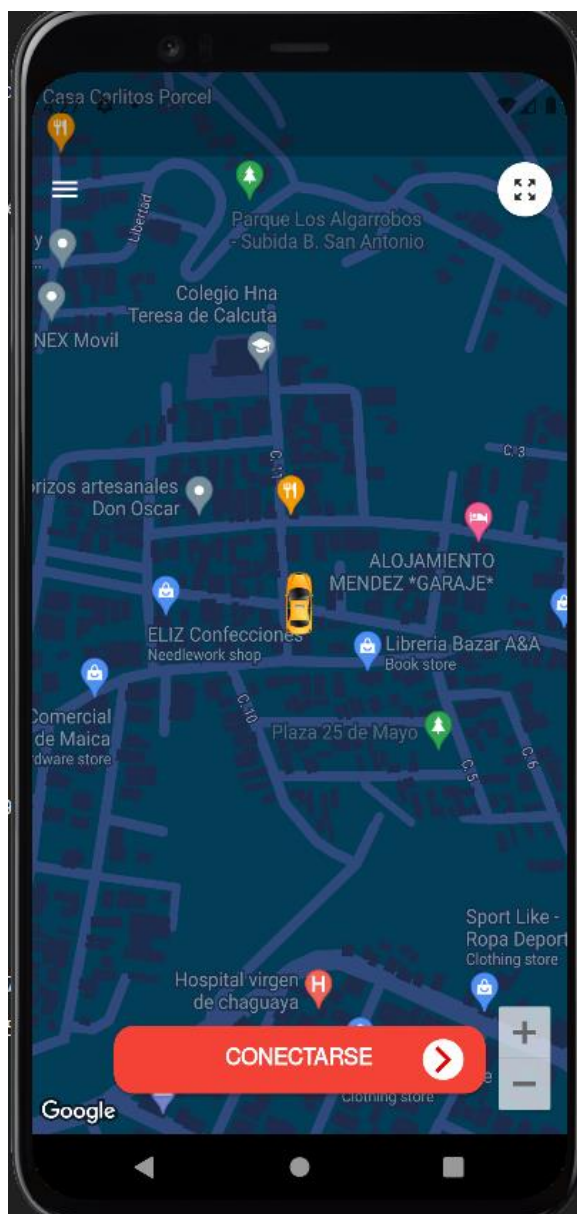 Casa Carlitos Porcel
Libertad
Parque Los Algarrobos
- Subida B. San Antonio
y
...
Colegio Hna
Teresa de Calcuta
NEX Movil
C. 3
C. 11
orizos artesanales
Don Oscar
ALOJAMIENTO
MENDEZ *GARAJE*
ELIZ Confecciones
Needlework shop
Libreria Bazar A&A
Book store
Comercial
de Maica
rdware store
C. 10
Plaza 25 de Mayo
C. 5
C. 6
Sport Like -
Ropa Deport
Clothing store
Hospital virgen
de chaguaya
H
CONECTARSE
+
−
e
Clothing store
Google